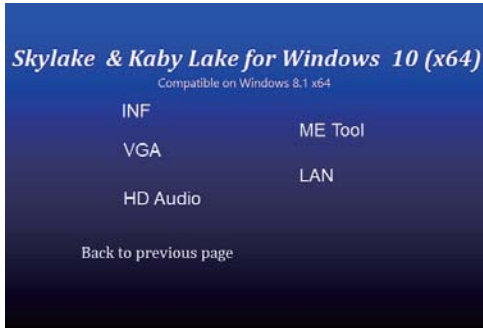 Skylake & Kaby Lake for Windows 10 (x64)
Compatible on Windows 8.1 x64
INF
ME Tool
VGA
LAN
HD Audio
Back to previous page